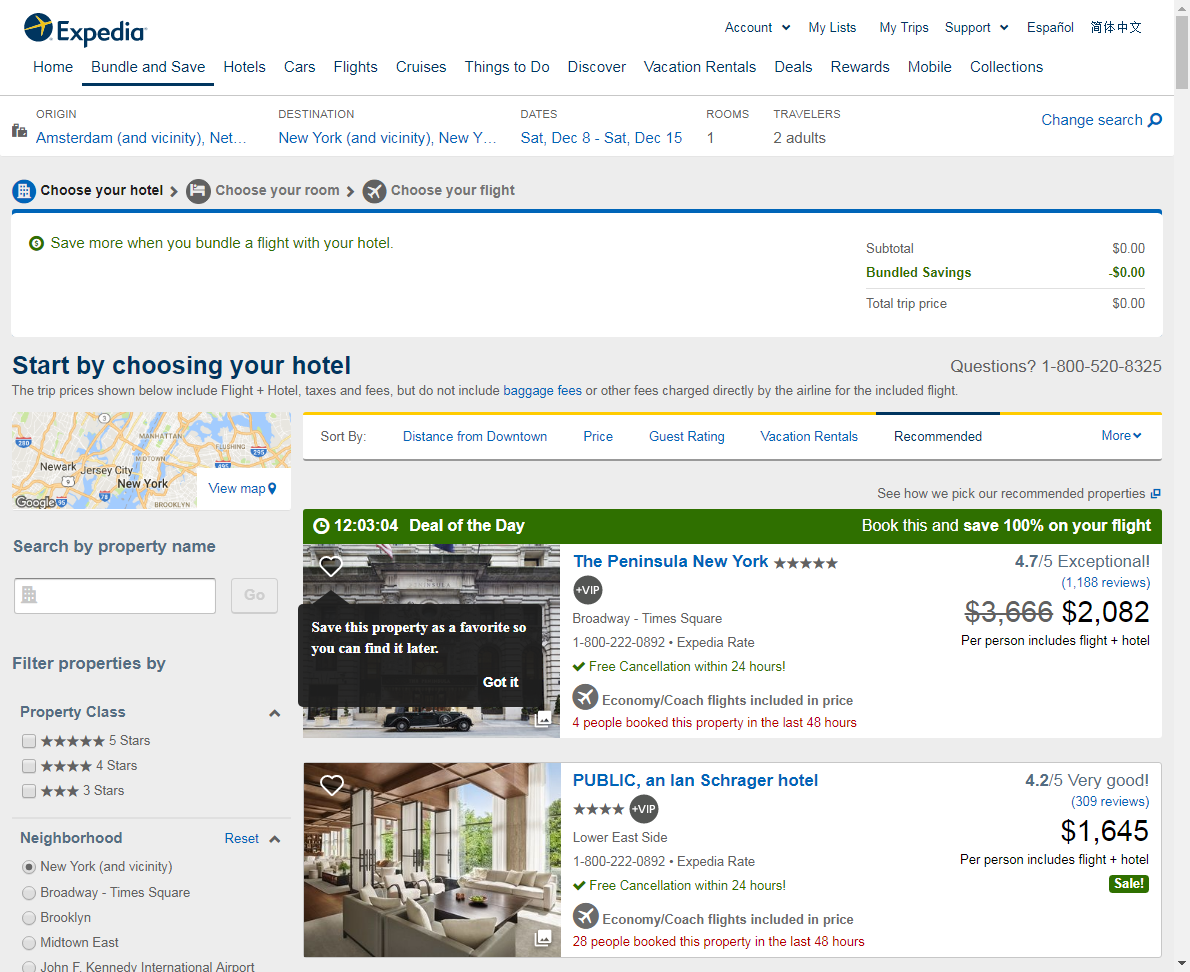 Expedia
Account
My Lists
My Trips
Support
Español
简体中文
Home
Bundle and Save
Hotels
Cars
Flights
Cruises
Things to Do
Discover
Vacation Rentals
Deals
Rewards
Mobile
Collections
ORIGIN
Amsterdam (and vicinity), Net…
DESTINATION
New York (and vicinity), New Y…
DATES
Sat, Dec 8 - Sat, Dec 15
ROOMS
1
TRAVELERS
2 adults
Change search
Choose your hotel
Choose your room
Choose your flight
Save more when you bundle a flight with your hotel.
Subtotal $0.00
Bundled Savings -$0.00
Total trip price $0.00
Start by choosing your hotel
Questions? 1-800-520-8325
The trip prices shown below include Flight + Hotel, taxes and fees, but do not include baggage fees or other fees charged directly by the airline for the included flight.
3
280
MANHATTAN
FLUSHING
MIDTOWN
295
495
Newark
Jersey City
9
New York
78
95
BROOKLYN
Google
View map
Search by property name
Go
Filter properties by
Property Class
5 Stars
4 Stars
3 Stars
Neighborhood
Reset
New York (and vicinity)
Broadway - Times Square
Brooklyn
Midtown East
John F. Kennedy International Airport
Sort By:
Distance from Downtown
Price
Guest Rating
Vacation Rentals
Recommended
More
See how we pick our recommended properties
12:03:04 Deal of the Day
Book this and save 100% on your flight
THE PENINSULA
Save this property as a favorite so
you can find it later.
Got it
The Peninsula New York
+VIP
Broadway - Times Square
1-800-222-0892 • Expedia Rate
Free Cancellation within 24 hours!
Economy/Coach flights included in price
4 people booked this property in the last 48 hours
4.7/5 Exceptional!
(1,188 reviews)
$3,666 $2,082
Per person includes flight + hotel
PUBLIC, an Ian Schrager hotel
+VIP
Lower East Side
1-800-222-0892 • Expedia Rate
Free Cancellation within 24 hours!
Economy/Coach flights included in price
28 people booked this property in the last 48 hours
4.2/5 Very good!
(309 reviews)
$1,645
Per person includes flight + hotel
Sale!